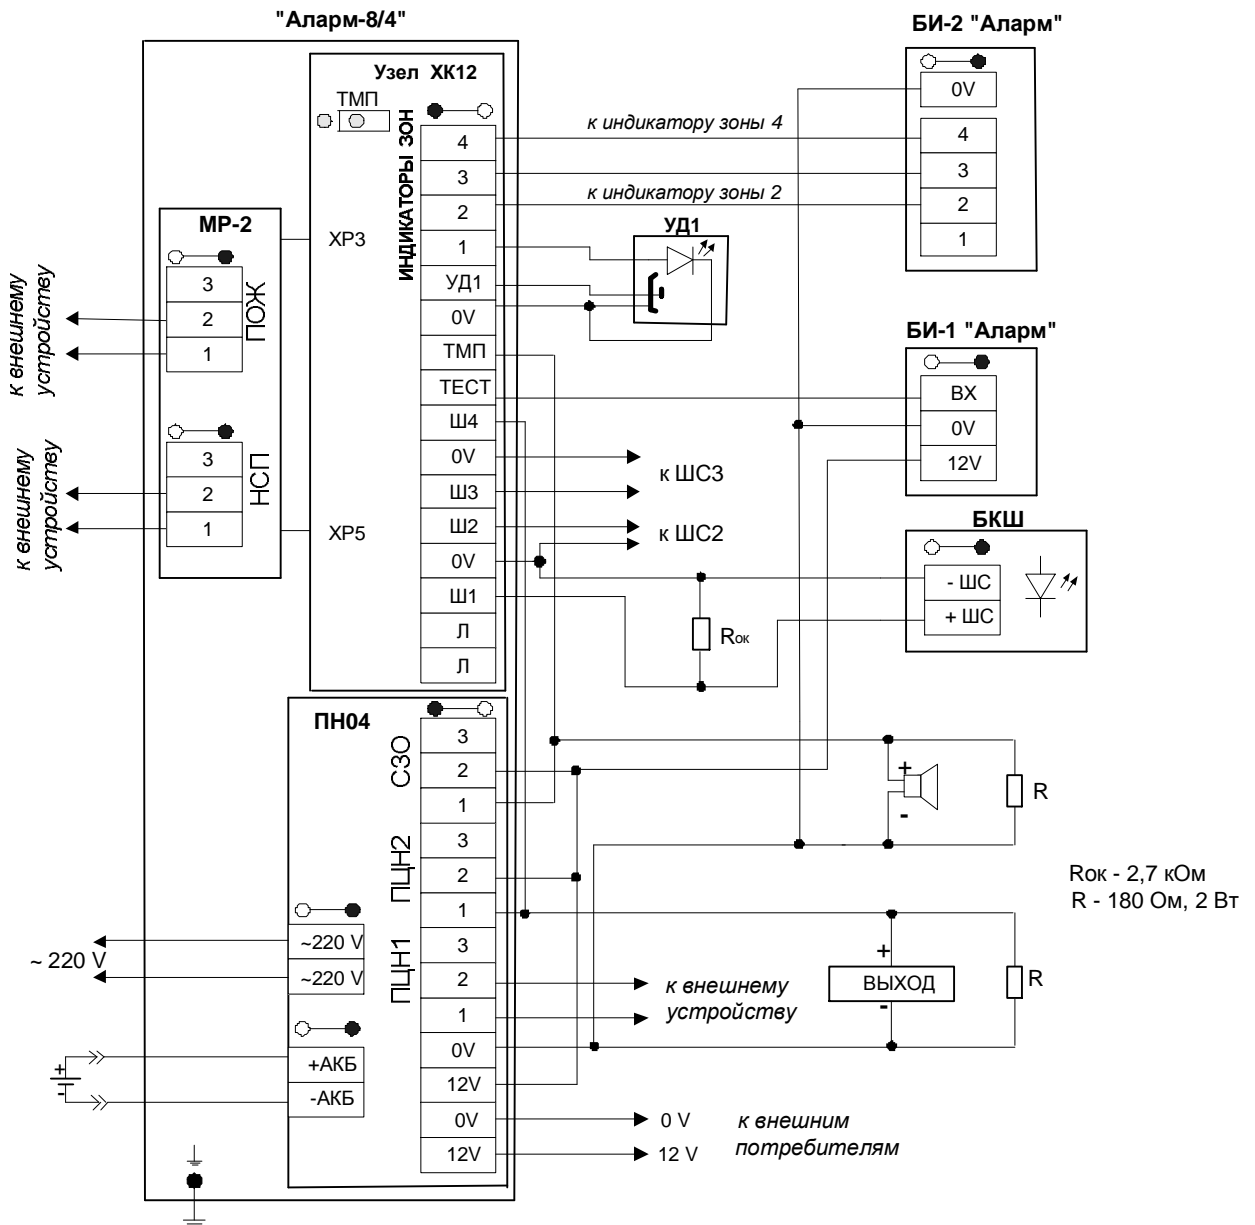 "Аларм-8/4"
БИ-2 "Аларм"
Узел ХК12
ТМП
ИНДИКАТОРЫ ЗОН
4
3
2
1
УД1
0V
ТМП
ТЕСТ
Ш4
0V
Ш3
Ш2
0V
Ш1
Л
Л
ХР3
ХР5
к индикатору зоны 4
к индикатору зоны 2
УД1
0V
4
3
2
1
МР-2
3
2
1
ПОЖ
3
2
1
НСП
к внешнему
устройству
к внешнему
устройству
БИ-1 "Аларм"
ВХ
0V
12V
к ШС3
к ШС2
БКШ
- ШС
+ ШС
Rок
ПН04
СЗО
3
2
1
ПЦН2
3
2
1
ПЦН1
3
2
1
0V
12V
0V
12V
~220 V
~220 V
~ 220 V
+АКБ
-АКБ
+
-
+
-
R
+
ВЫХОД
-
R
Rок - 2,7 кОм
R - 180 Ом, 2 Вт
к внешнему
устройству
0 V
12 V
к внешним
потребителям